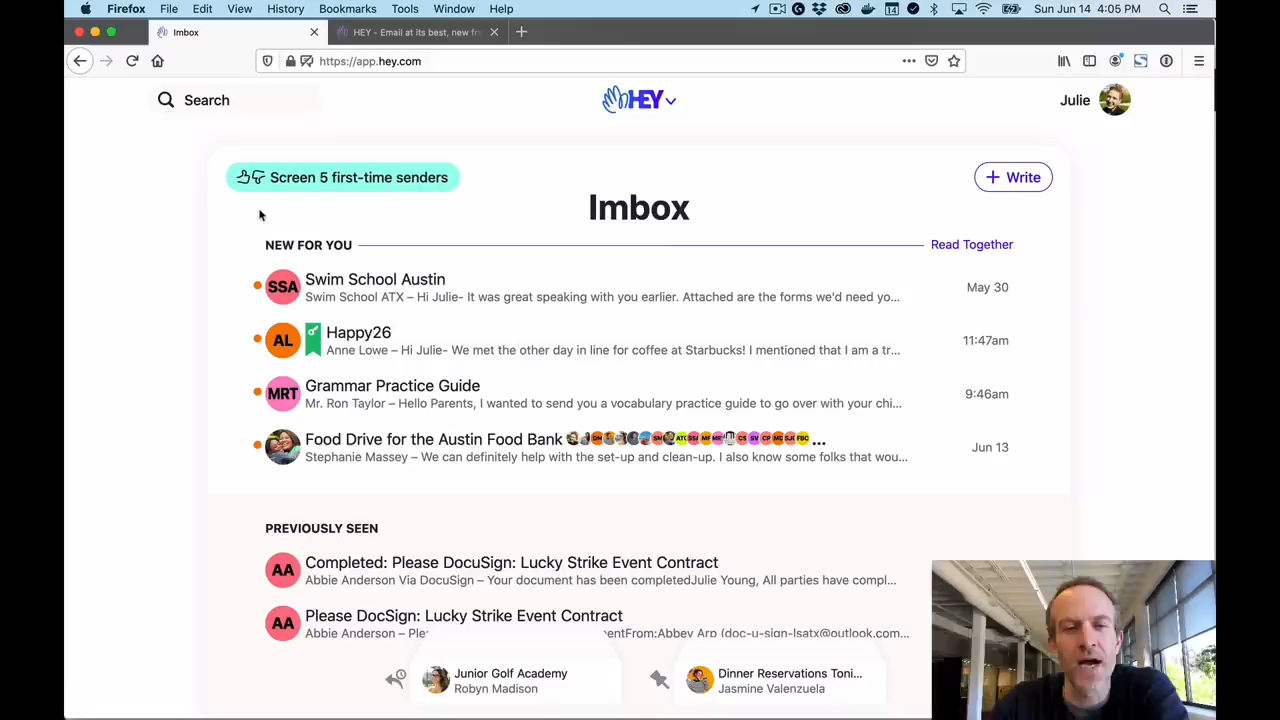 Firefox File Edit View History Bookmarks Tools Window Help 14 Sun Jun 14 4:05 PM
Imbox HEY - Email at its best, new fr
https://app.hey.com
Search HEY Julie
Screen 5 first-time senders Write
Imbox
NEW FOR YOU Read Together
SSA Swim School Austin
Swim School ATX – Hi Julie- It was great speaking with you earlier. Attached are the forms we'd need yo... May 30
AL Happy26
Anne Lowe – Hi Julie- We met the other day in line for coffee at Starbucks! I mentioned that I am a tr... 11:47am
MRT Grammar Practice Guide
Mr. Ron Taylor – Hello Parents, I wanted to send you a vocabulary practice guide to go over with your chi... 9:46am
Food Drive for the Austin Food Bank ...
Stephanie Massey – We can definitely help with the set-up and clean-up. I also know some folks that wou... Jun 13
PREVIOUSLY SEEN
AA Completed: Please DocuSign: Lucky Strike Event Contract
Abbie Anderson Via DocuSign – Your document has been completedJulie Young, All parties have compl...
AA Please DocSign: Lucky Strike Event Contract
Abbie Anderson – Ple mentFrom:Abbey Arp (doc-u-sign-lsatx@outlook.com...
Junior Golf Academy
Robyn Madison
Dinner Reservations Toni...
Jasmine Valenzuela